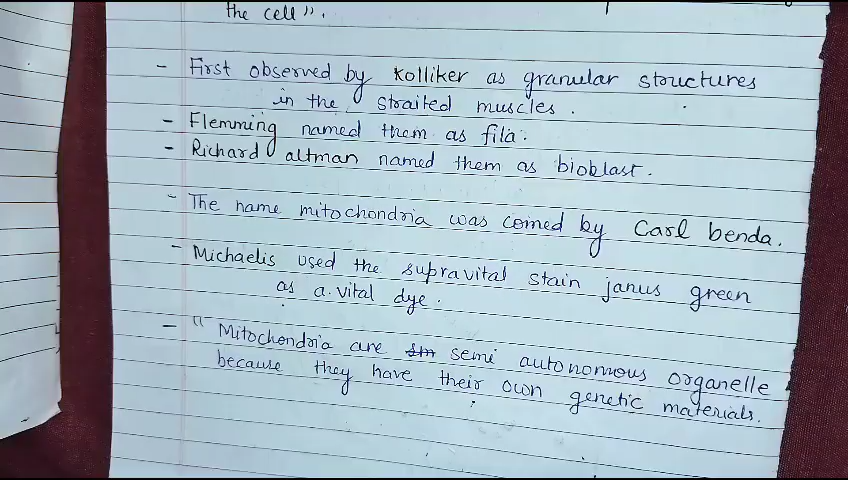 the cell".
- First observed by Kolliker as granular structures
in the straited muscles.
- Flemming named them as fila.
- Richard altman named them as bioblast.
- The name mitochondria was coined by Carl benda.
- Michaelis used the supravital stain janus green
as a vital dye.
- " Mitochondria are sm semi autonomous organelle
because they have their own genetic materials.